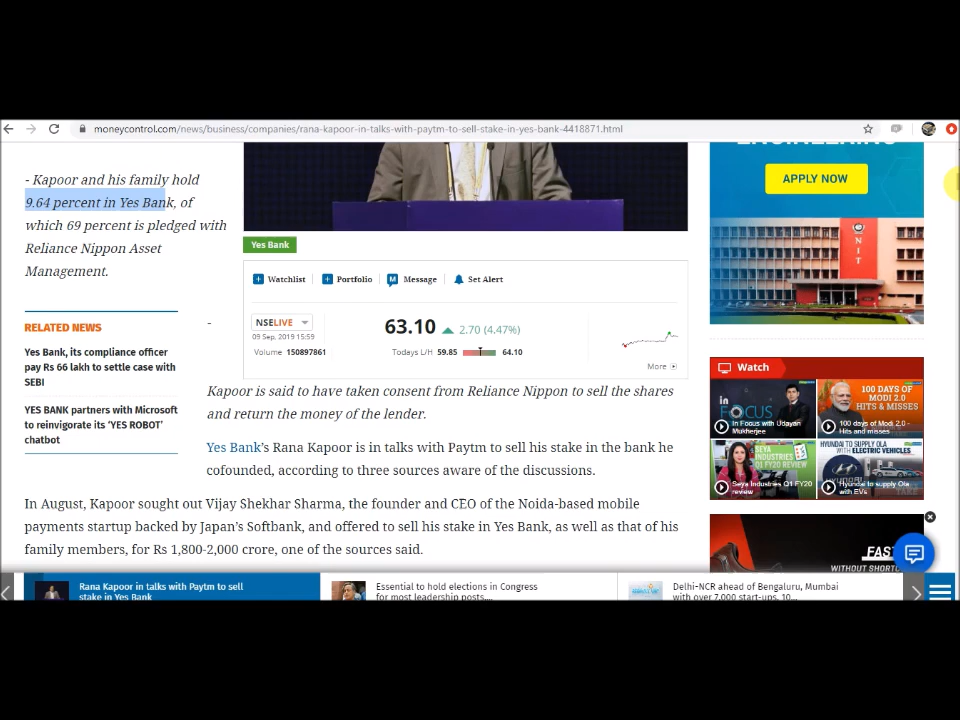 moneycontrol.com/news/business/companies/rana-kapoor-in-talks-with-paytm-to-sell-stake-in-yes-bank-4418871.html
- Kapoor and his family hold
9.64 percent in Yes Bank, of
which 69 percent is pledged with
Reliance Nippon Asset
Management.
RELATED NEWS
Yes Bank, its compliance officer
pay Rs 66 lakh to settle case with
SEBI
YES BANK partners with Microsoft
to reinvigorate its ‘YES ROBOT’
chatbot
Yes Bank
Watchlist
Portfolio
Message
Set Alert
NSELIVE
09 Sep, 2019 15:59
63.10
2.70 (4.47%)
Volume 150897861
Todays L/H 59.85
64.10
More
-
Kapoor is said to have taken consent from Reliance Nippon to sell the shares
and return the money of the lender.
Yes Bank’s Rana Kapoor is in talks with Paytm to sell his stake in the bank he
cofounded, according to three sources aware of the discussions.
In August, Kapoor sought out Vijay Shekhar Sharma, the founder and CEO of the Noida-based mobile
payments startup backed by Japan’s Softbank, and offered to sell his stake in Yes Bank, as well as that of his
family members, for Rs 1,800-2,000 crore, one of the sources said.
ENGINEERING
APPLY NOW
NIT
Watch
IN FOCUS
In Focus with Udayan
Mukherjee
100 DAYS OF
MODI 2.0
HITS & MISSES
100 days of Modi 2.0 -
Hits and misses
SEYA
INDUSTRIES
Q1 FY20
REVIEW
Seya Industries Q1 FY20
review
HYUNDAI TO SUPPLY OLA
WITH ELECTRIC VEHICLES
Hyundai to supply Ola
with EVs
WITHOUT
Rana Kapoor in talks with Paytm to sell
stake in Yes Bank
Essential to hold elections in Congress
for most leadership posts,...
Delhi-NCR ahead of Bengaluru, Mumbai
with over 7,000 start-ups, 10...